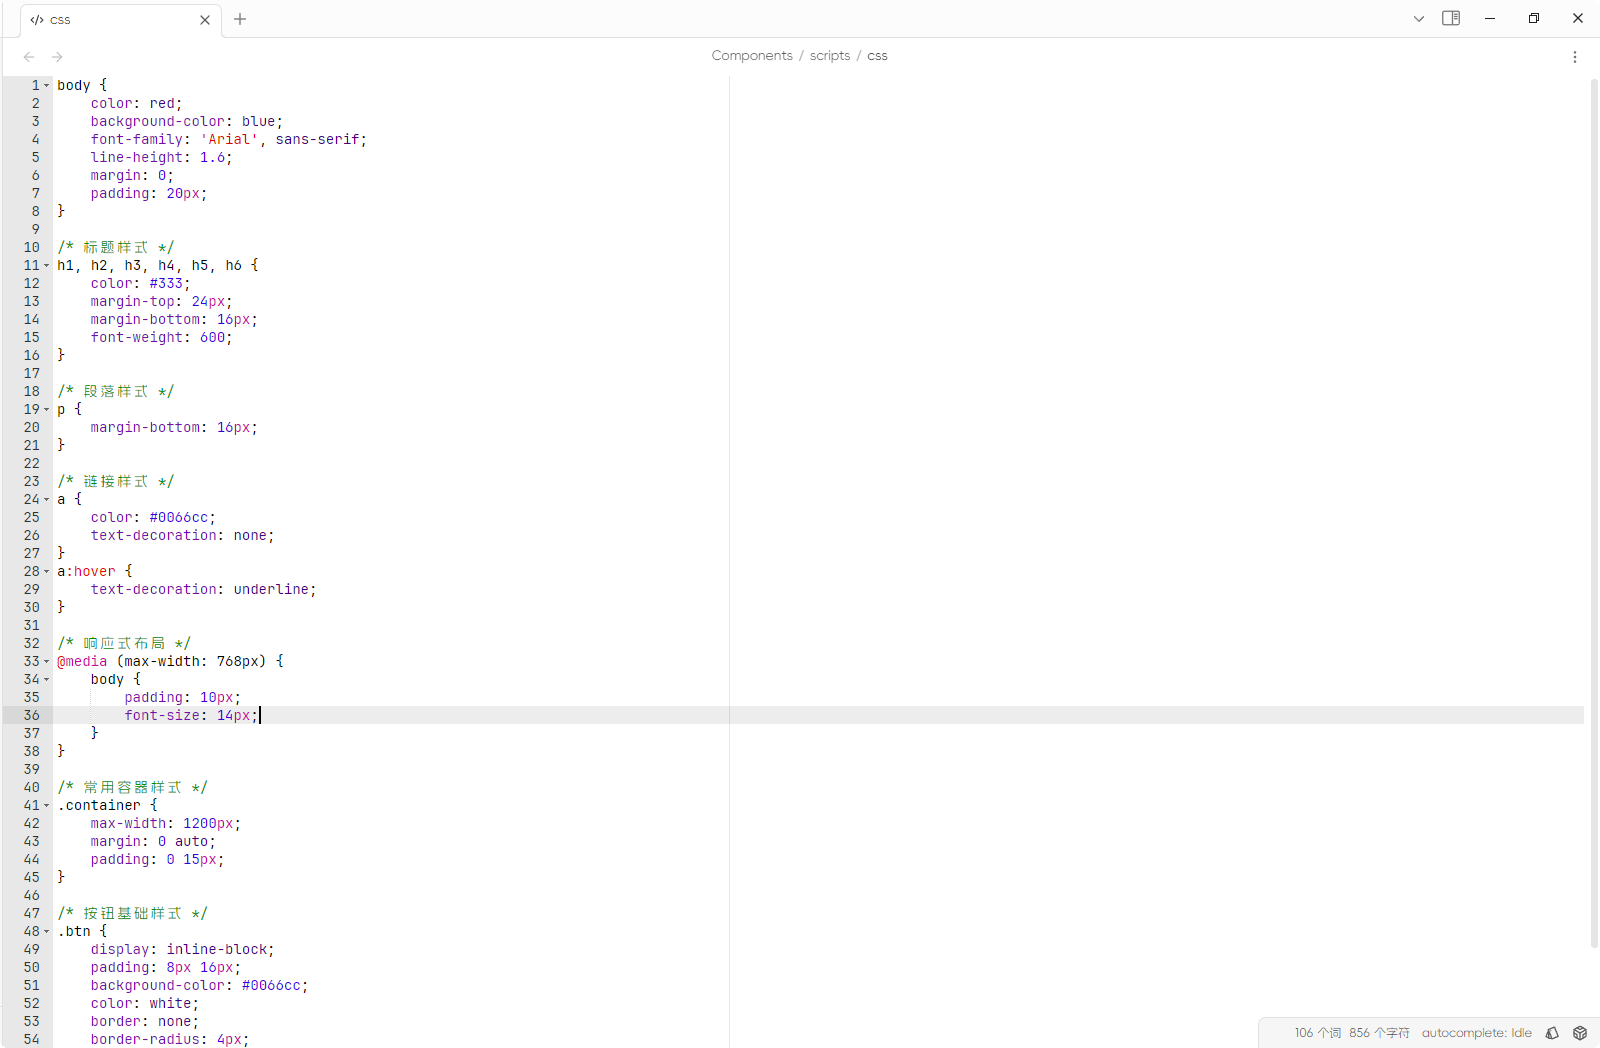 css
Components / scripts / css
1 body {
2     color: red;
3     background-color: blue;
4     font-family: 'Arial', sans-serif;
5     line-height: 1.6;
6     margin: 0;
7     padding: 20px;
8 }
9
10 /* 标题样式 */
11 h1, h2, h3, h4, h5, h6 {
12     color: #333;
13     margin-top: 24px;
14     margin-bottom: 16px;
15     font-weight: 600;
16 }
17
18 /* 段落样式 */
19 p {
20     margin-bottom: 16px;
21 }
22
23 /* 链接样式 */
24 a {
25     color: #0066cc;
26     text-decoration: none;
27 }
28 a:hover {
29     text-decoration: underline;
30 }
31
32 /* 响应式布局 */
33 @media (max-width: 768px) {
34     body {
35         padding: 10px;
36         font-size: 14px;
37     }
38 }
39
40 /* 常用容器样式 */
41 .container {
42     max-width: 1200px;
43     margin: 0 auto;
44     padding: 0 15px;
45 }
46
47 /* 按钮基础样式 */
48 .btn {
49     display: inline-block;
50     padding: 8px 16px;
51     background-color: #0066cc;
52     color: white;
53     border: none;
54     border-radius: 4px;
106 个词 856 个字符 autocomplete: Idle